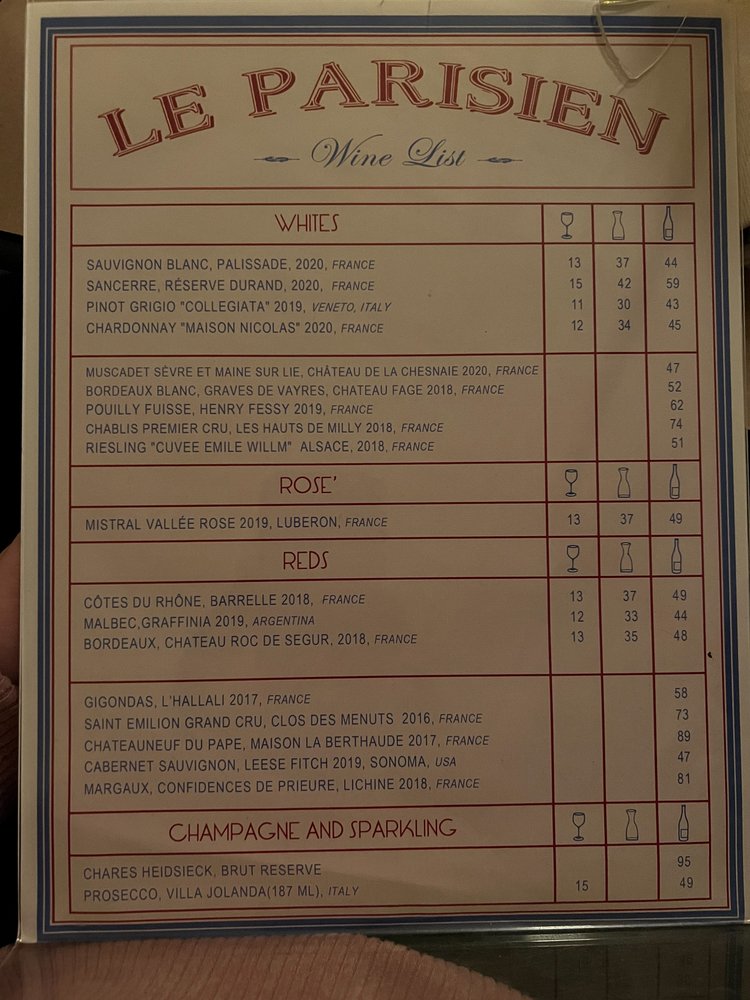 LE PARISIEN
Wine List
WHITES
SAUVIGNON BLANC, PALISSADE, 2020, FRANCE 13 37 44
SANCERRE, RÉSERVE DURAND, 2020, FRANCE 15 42 59
PINOT GRIGIO "COLLEGIATA" 2019, VENETO, ITALY 11 30 43
CHARDONNAY "MAISON NICOLAS" 2020, FRANCE 12 34 45
MUSCADET SÈVRE ET MAINE SUR LIE, CHÂTEAU DE LA CHESNAIE 2020, FRANCE 47
BORDEAUX BLANC, GRAVES DE VAYRES, CHATEAU FAGE 2018, FRANCE 52
POUILLY FUISSE, HENRY FESSY 2019, FRANCE 62
CHABLIS PREMIER CRU, LES HAUTS DE MILLY 2018, FRANCE 74
RIESLING "CUVEE EMILE WILLM" ALSACE, 2018, FRANCE 51
ROSE'
MISTRAL VALLÉE ROSE 2019, LUBERON, FRANCE 13 37 49
REDS
CÔTES DU RHÔNE, BARRELLE 2018, FRANCE 13 37 49
MALBEC,GRAFFINIA 2019, ARGENTINA 12 33 44
BORDEAUX, CHATEAU ROC DE SEGUR, 2018, FRANCE 13 35 48
GIGONDAS, L'HALLALI 2017, FRANCE 58
SAINT EMILION GRAND CRU, CLOS DES MENUTS 2016, FRANCE 73
CHATEAUNEUF DU PAPE, MAISON LA BERTHAUDE 2017, FRANCE 89
CABERNET SAUVIGNON, LEESE FITCH 2019, SONOMA, USA 47
MARGAUX, CONFIDENCES DE PRIEURE, LICHINE 2018, FRANCE 81
CHAMPAGNE AND SPARKLING
CHARES HEIDSIECK, BRUT RESERVE 95
PROSECCO, VILLA JOLANDA(187 ML), ITALY 15 49